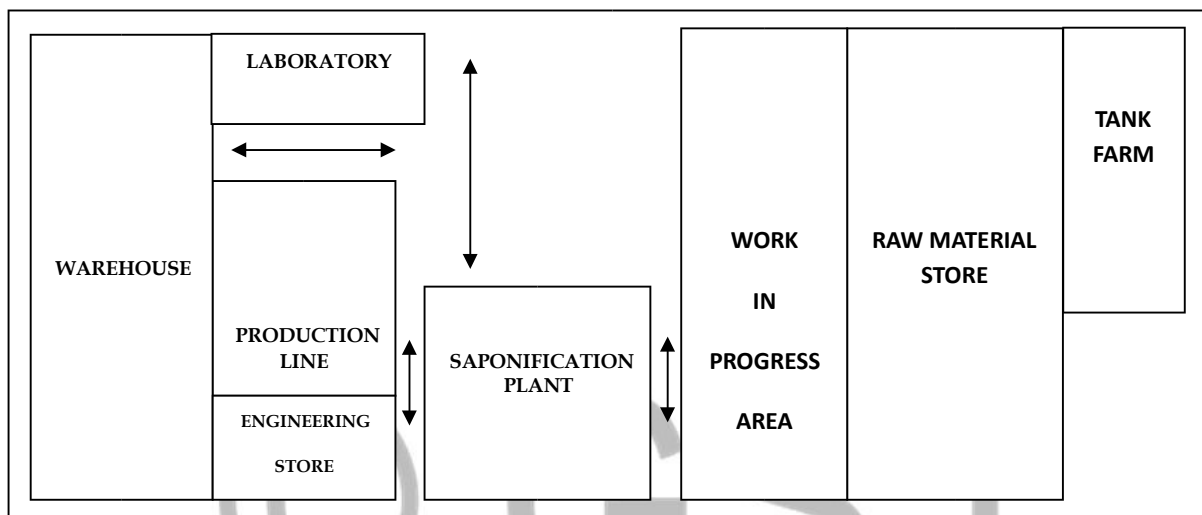 LABORATORY
WAREHOUSE
PRODUCTION
LINE
ENGINEERING
STORE
SAPONIFICATION
PLANT
WORK
IN
PROGRESS
AREA
RAW MATERIAL
STORE
TANK
FARM